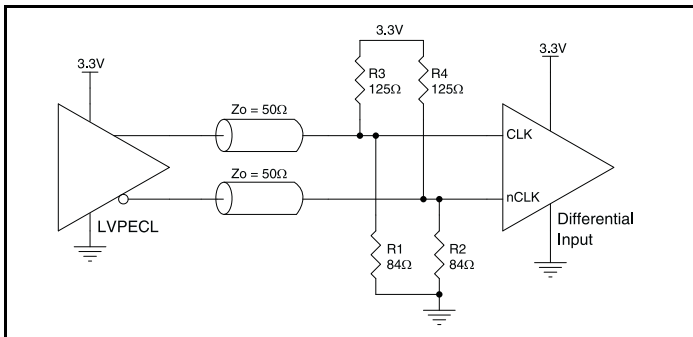 3.3V
3.3V
3.3V
R3
125Ω
R4
125Ω
Zo = 50Ω
CLK
Zo = 50Ω
nCLK
LVPECL
Differential
Input
R1
84Ω
R2
84Ω